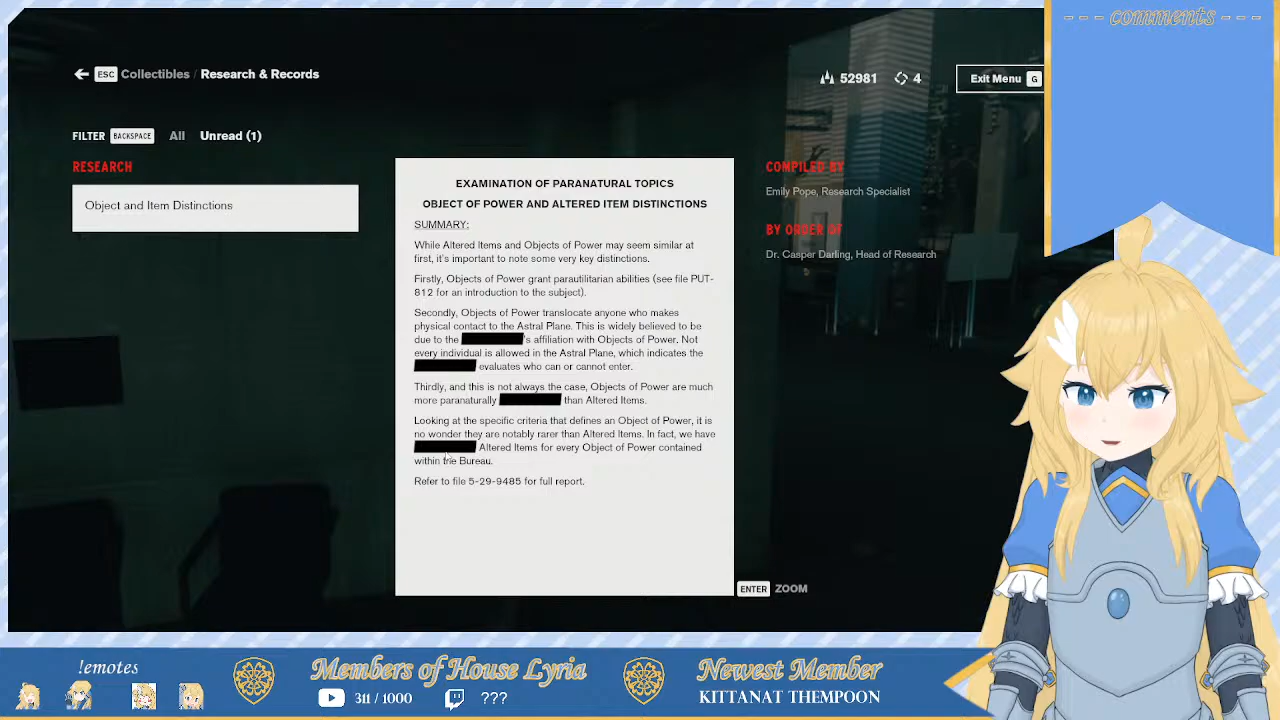 - - - comments - - -
ESC Collectibles / Research & Records
52981 4 Exit Menu G
FILTER BACKSPACE All Unread (1)
RESEARCH
Object and Item Distinctions
EXAMINATION OF PARANATURAL TOPICS
OBJECT OF POWER AND ALTERED ITEM DISTINCTIONS
SUMMARY:
While Altered Items and Objects of Power may seem similar at
first, it's important to note some very key distinctions.
Firstly, Objects of Power grant parautilitarian abilities (see file PUT-
812 for an introduction to the subject).
Secondly, Objects of Power translocate anyone who makes
physical contact to the Astral Plane. This is widely believed to be
due to the 's affiliation with Objects of Power. Not
every individual is allowed in the Astral Plane, which indicates the
evaluates who can or cannot enter.
Thirdly, and this is not always the case, Objects of Power are much
more paranaturally than Altered Items.
Looking at the specific criteria that defines an Object of Power, it is
no wonder they are notably rarer than Altered Items. In fact, we have
Altered Items for every Object of Power contained
within the Bureau.
Refer to file 5-29-9485 for full report.
COMPILED BY
Emily Pope, Research Specialist
BY ORDER OF
Dr. Casper Darling, Head of Research
ENTER ZOOM
!emotes
Members of House Lyria
311 / 1000 ???
Newest Member
KITTANAT THEMPOON